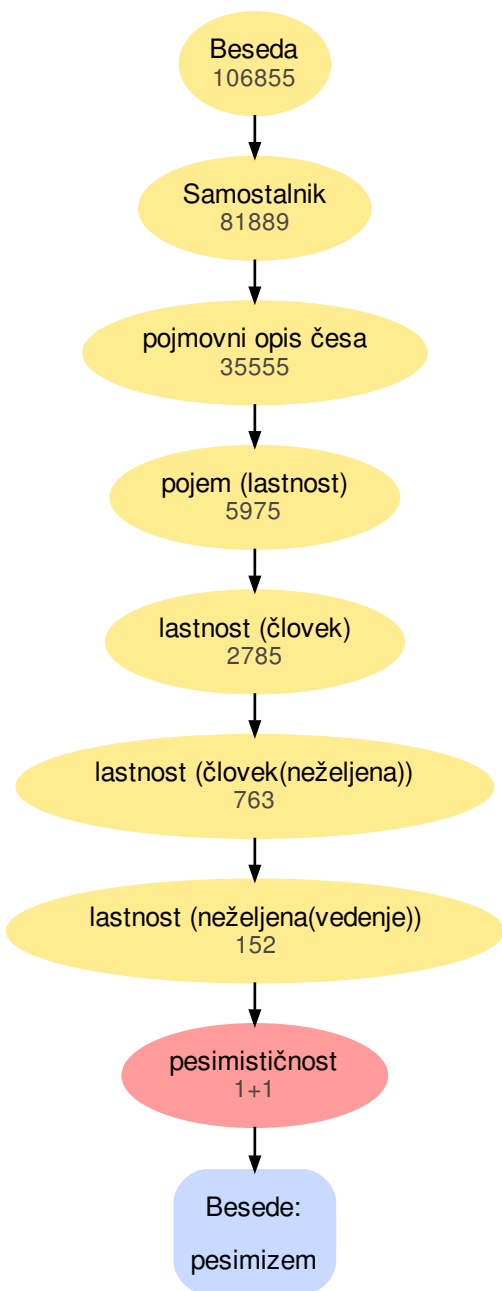 Beseda
106855
Samostalnik
81889
pojmovni opis česa
35555
pojem (lastnost)
5975
lastnost (človek)
2785
lastnost (človek(neželjena))
763
lastnost (neželjena(vedenje))
152
pesimističnost
1+1
Besede:
pesimizem